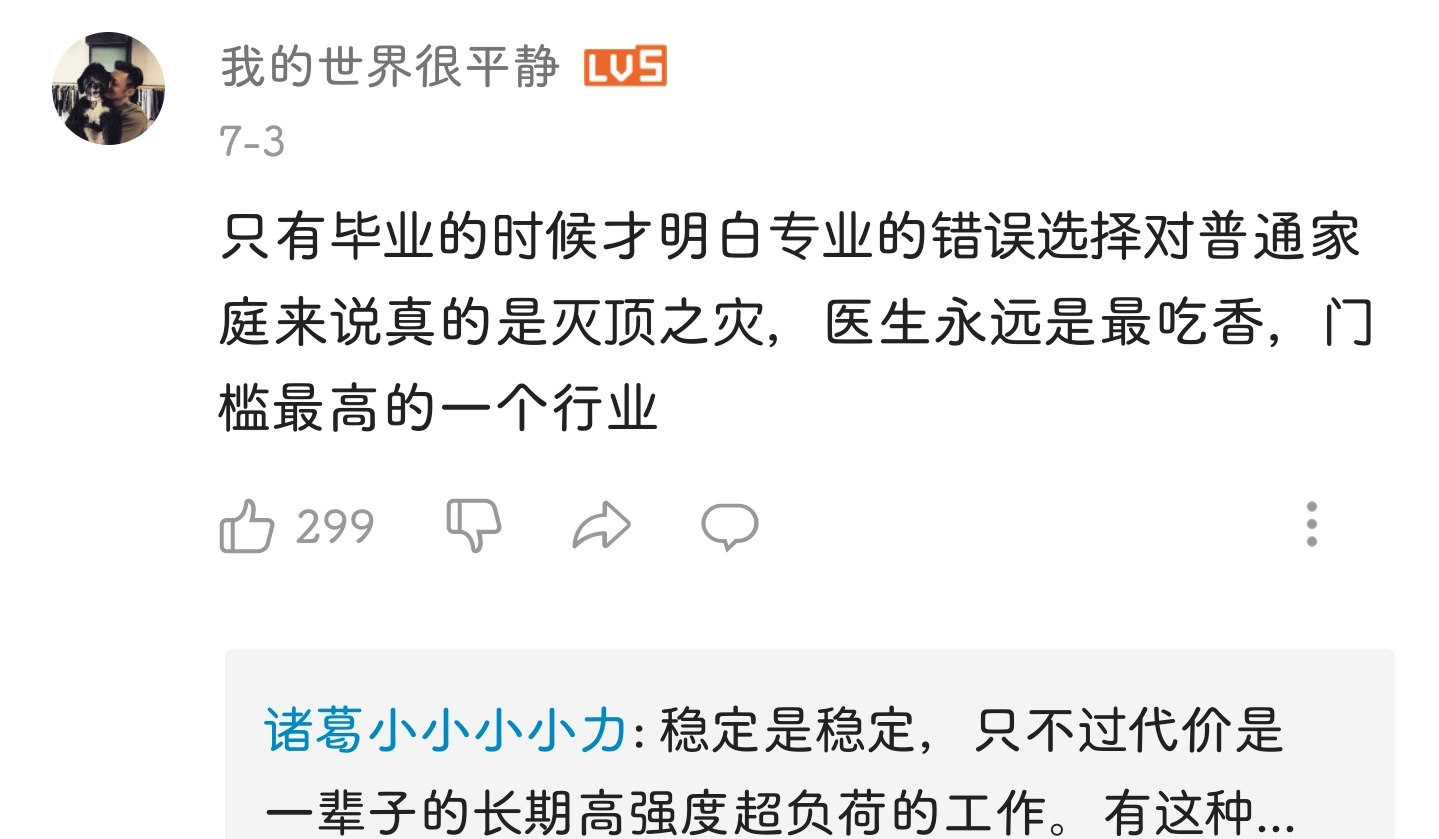 我的世界很平静 LV5
7-3
只有毕业的时候才明白专业的错误选择对普通家
庭来说真的是灭顶之灾，医生永远是最吃香，门
槛最高的一个行业
299
诸葛小小小小力：稳定是稳定，只不过代价是
一辈子的长期高强度超负荷的工作。有这种...